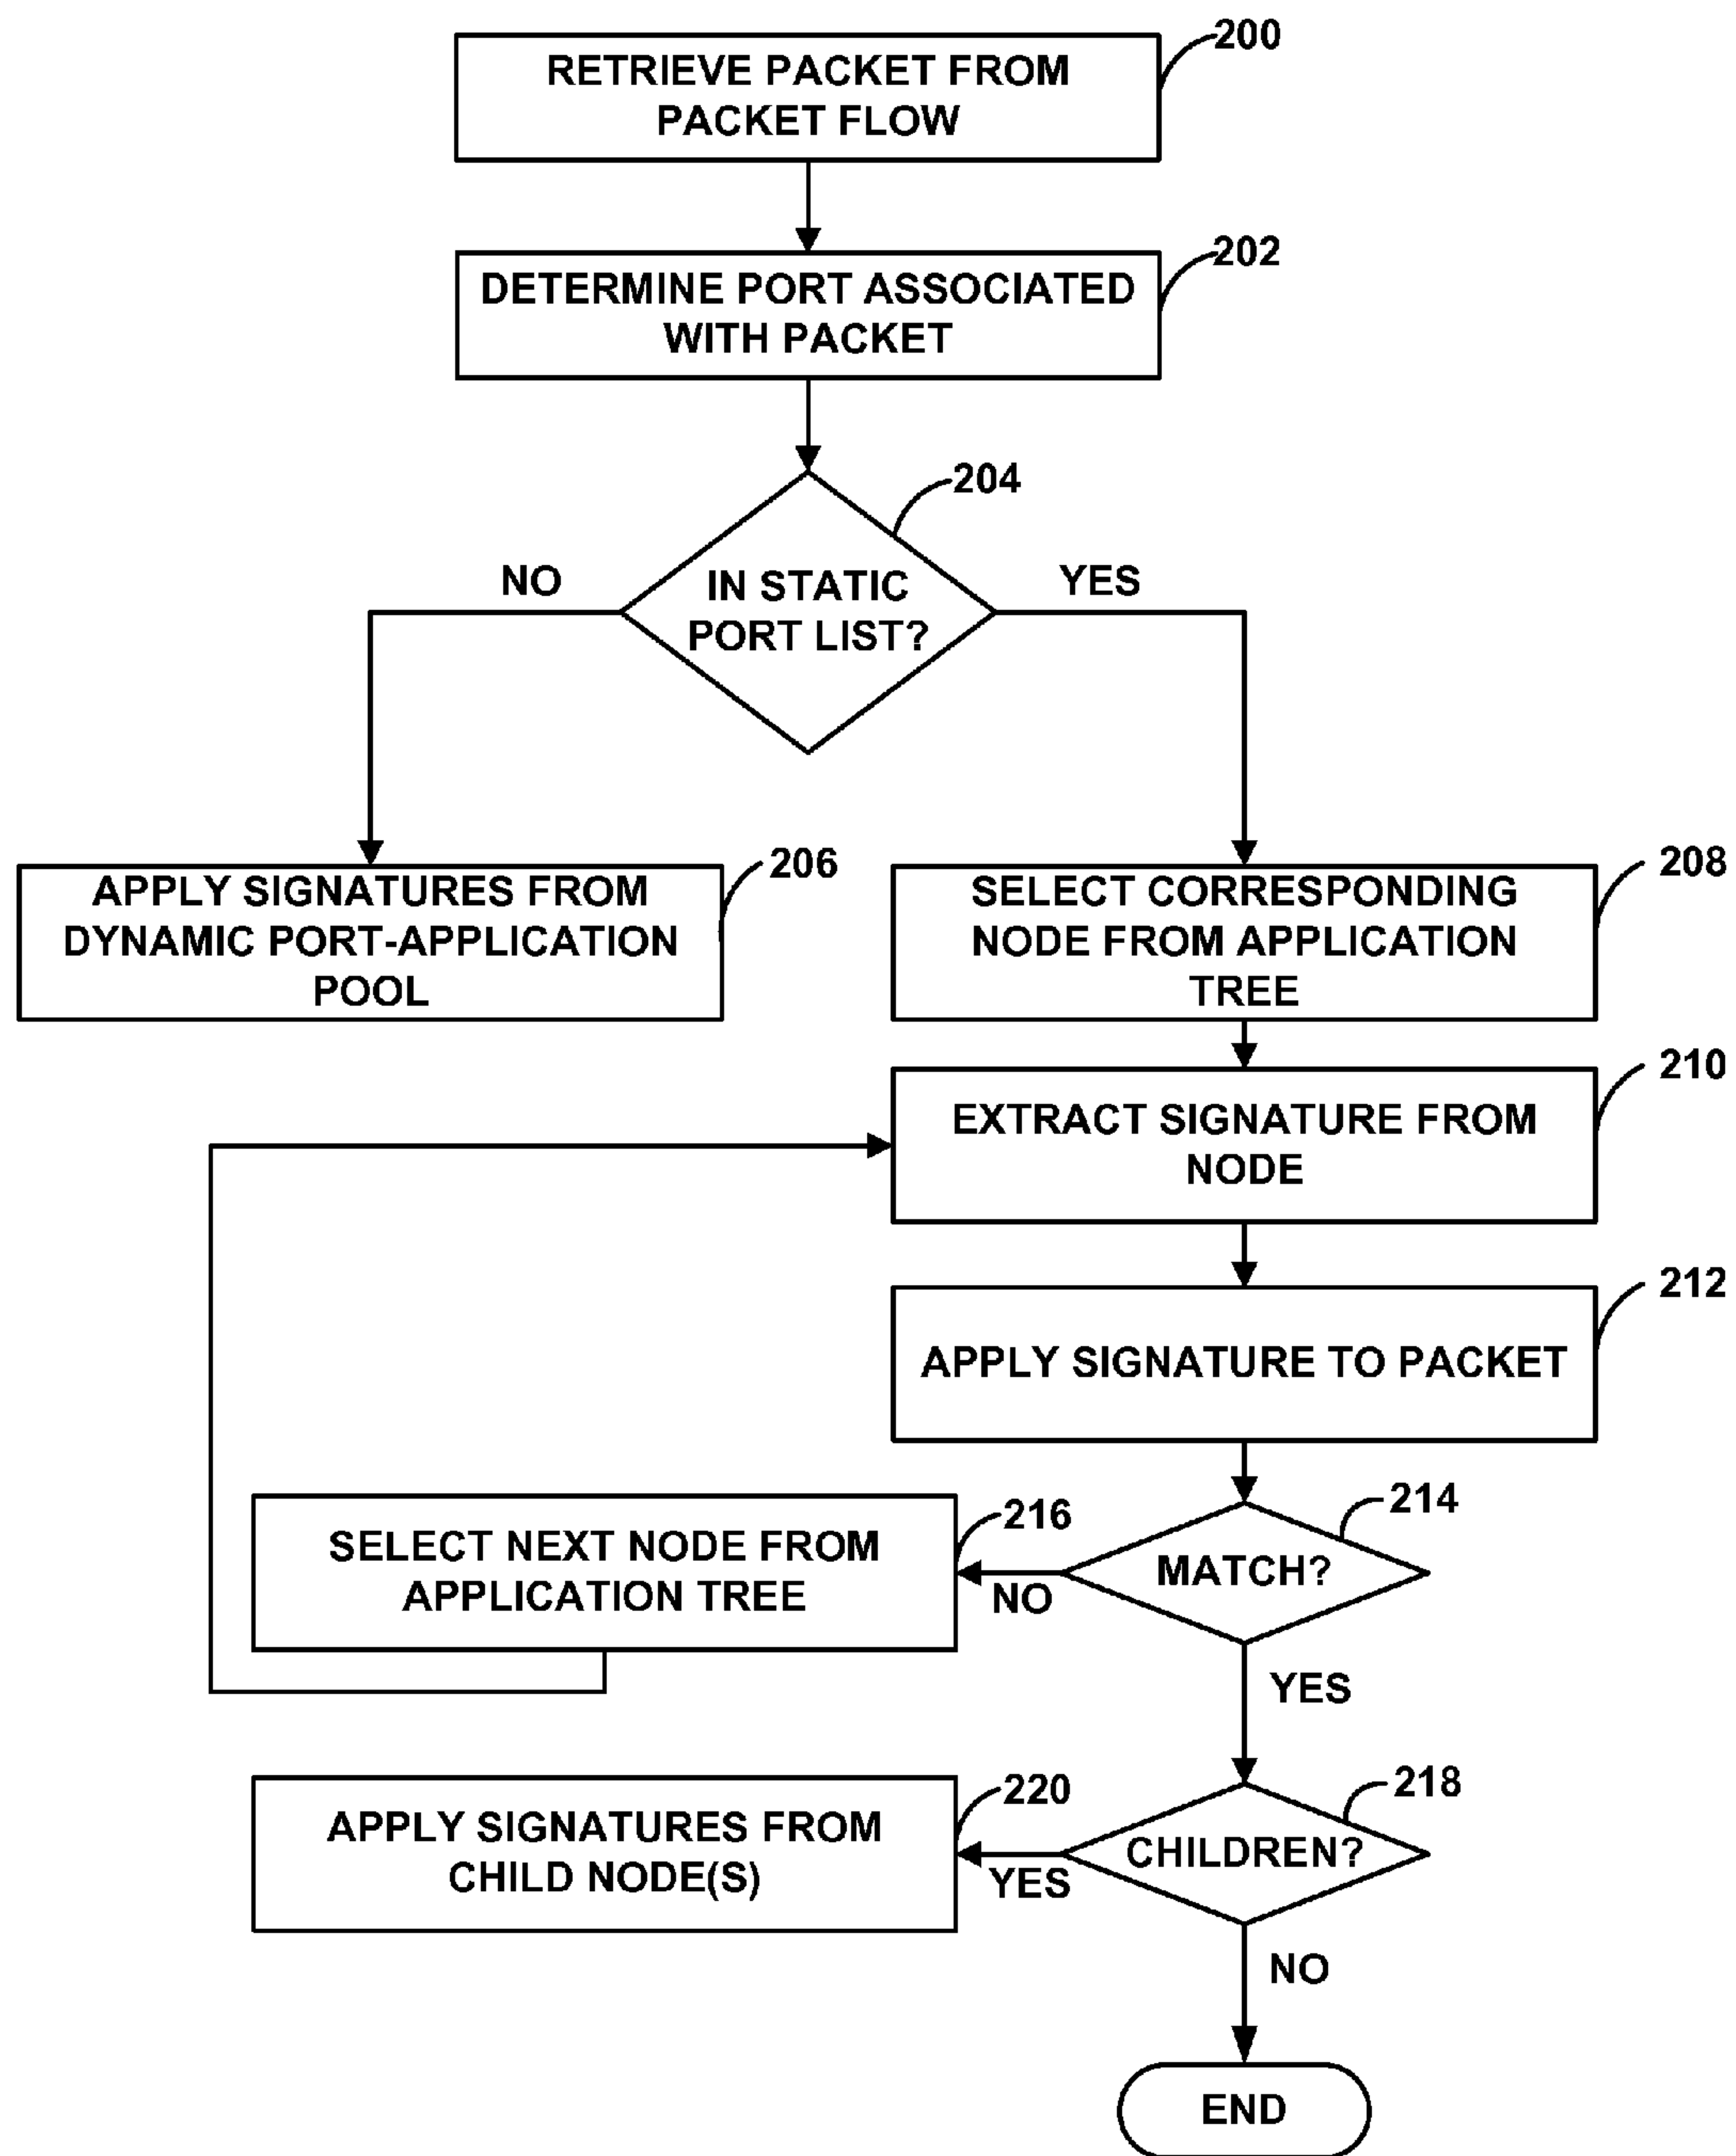 200
RETRIEVE PACKET FROM
PACKET FLOW
202
DETERMINE PORT ASSOCIATED
WITH PACKET
204
IN STATIC
PORT LIST?
NO
YES
206
APPLY SIGNATURES FROM
DYNAMIC PORT-APPLICATION
POOL
208
SELECT CORRESPONDING
NODE FROM APPLICATION
TREE
210
EXTRACT SIGNATURE FROM
NODE
212
APPLY SIGNATURE TO PACKET
214
MATCH?
NO
216
SELECT NEXT NODE FROM
APPLICATION TREE
YES
218
CHILDREN?
YES
220
APPLY SIGNATURES FROM
CHILD NODE(S)
NO
END